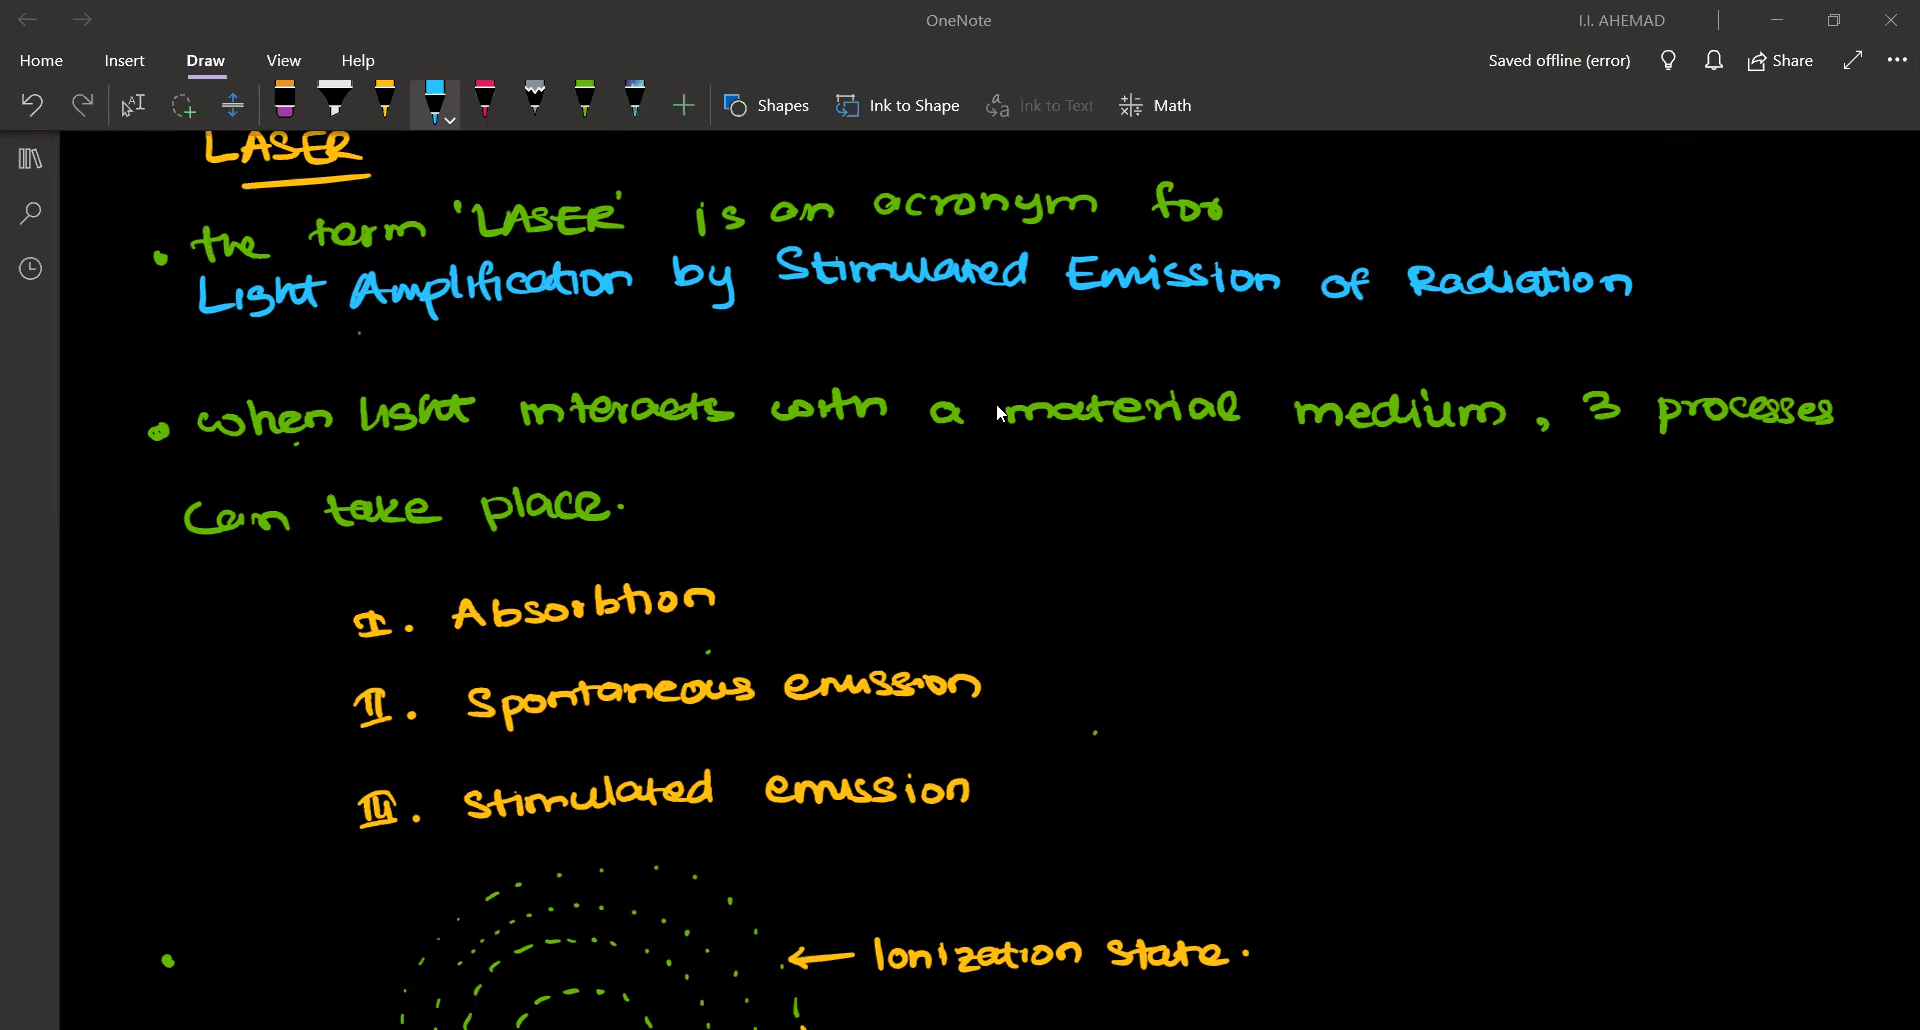 OneNote
I.I. AHEMAD
Home Insert Draw View Help
Saved offline (error) Share
Shapes Ink to Shape Ink to Text Math
LASER
• the term 'LASER' is an acronym for
Light Amplification by Stimulated Emission of Radiation
• when light interacts with a material medium, 3 processes
can take place.
I. Absorbtion
II. Spontaneous emission
III. Stimulated emission
← Ionization state.